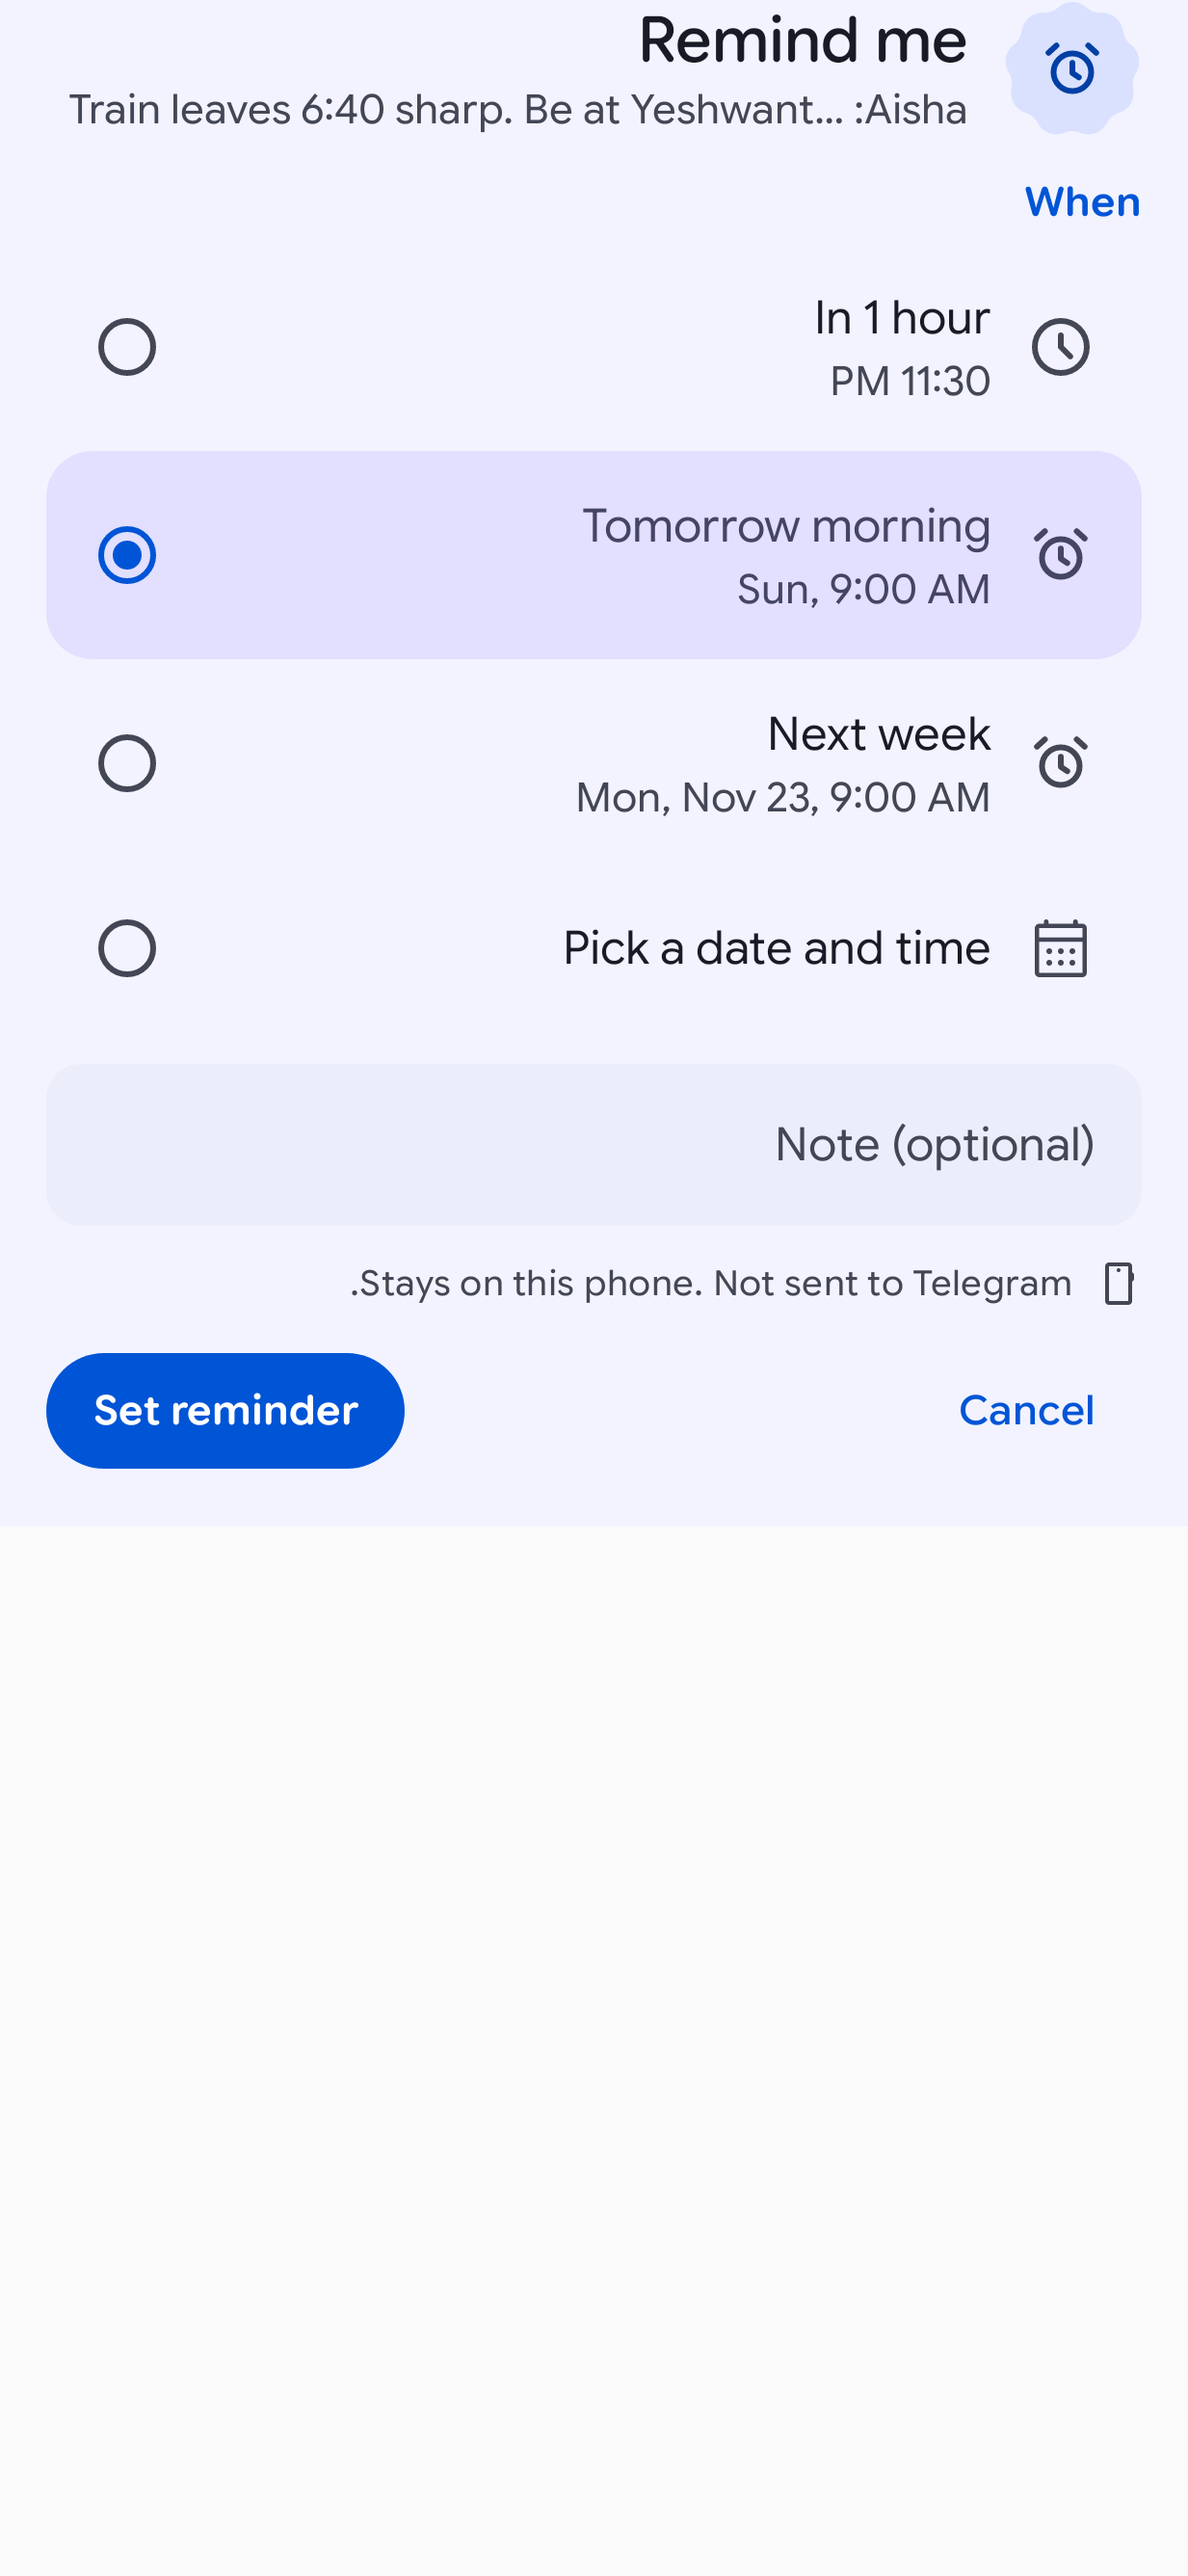 Remind me
Train leaves 6:40 sharp. Be at Yeshwant... :Aisha
When
In 1 hour
PM 11:30
Tomorrow morning
Sun, 9:00 AM
Next week
Mon, Nov 23, 9:00 AM
Pick a date and time
Note (optional)
.Stays on this phone. Not sent to Telegram
Cancel
Set reminder